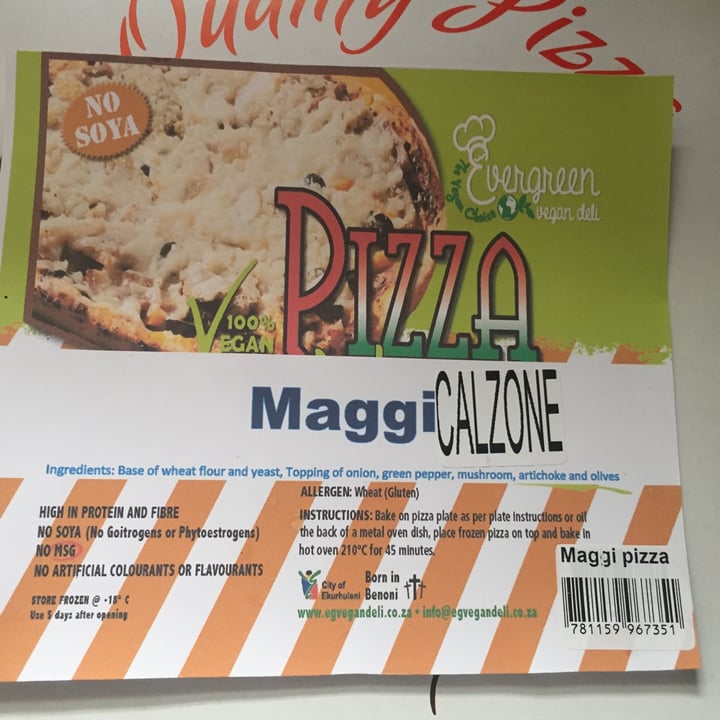 Quality Pizza
NO
SOYA
Evergreen
The Vegan Choice
vegan deli
PIZZA
100%
VEGAN
Maggi CALZONE
Ingredients: Base of wheat flour and yeast, Topping of onion, green pepper, mushroom, artichoke and olives
ALLERGEN: Wheat (Gluten)
HIGH IN PROTEIN AND FIBRE
NO SOYA (No Goitrogens or Phytoestrogens)
NO MSG
NO ARTIFICIAL COLOURANTS OR FLAVOURANTS
STORE FROZEN @ -18° C
Use 5 days after opening
INSTRUCTIONS: Bake on pizza plate as per plate instructions or oil
the back of a metal oven dish, place frozen pizza on top and bake in
hot oven 210°C for 45 minutes.
City of
Ekurhuleni
Born in
Benoni
www.egvegandeli.co.za • info@egvegandeli.co.za
Maggi pizza
781159 967351